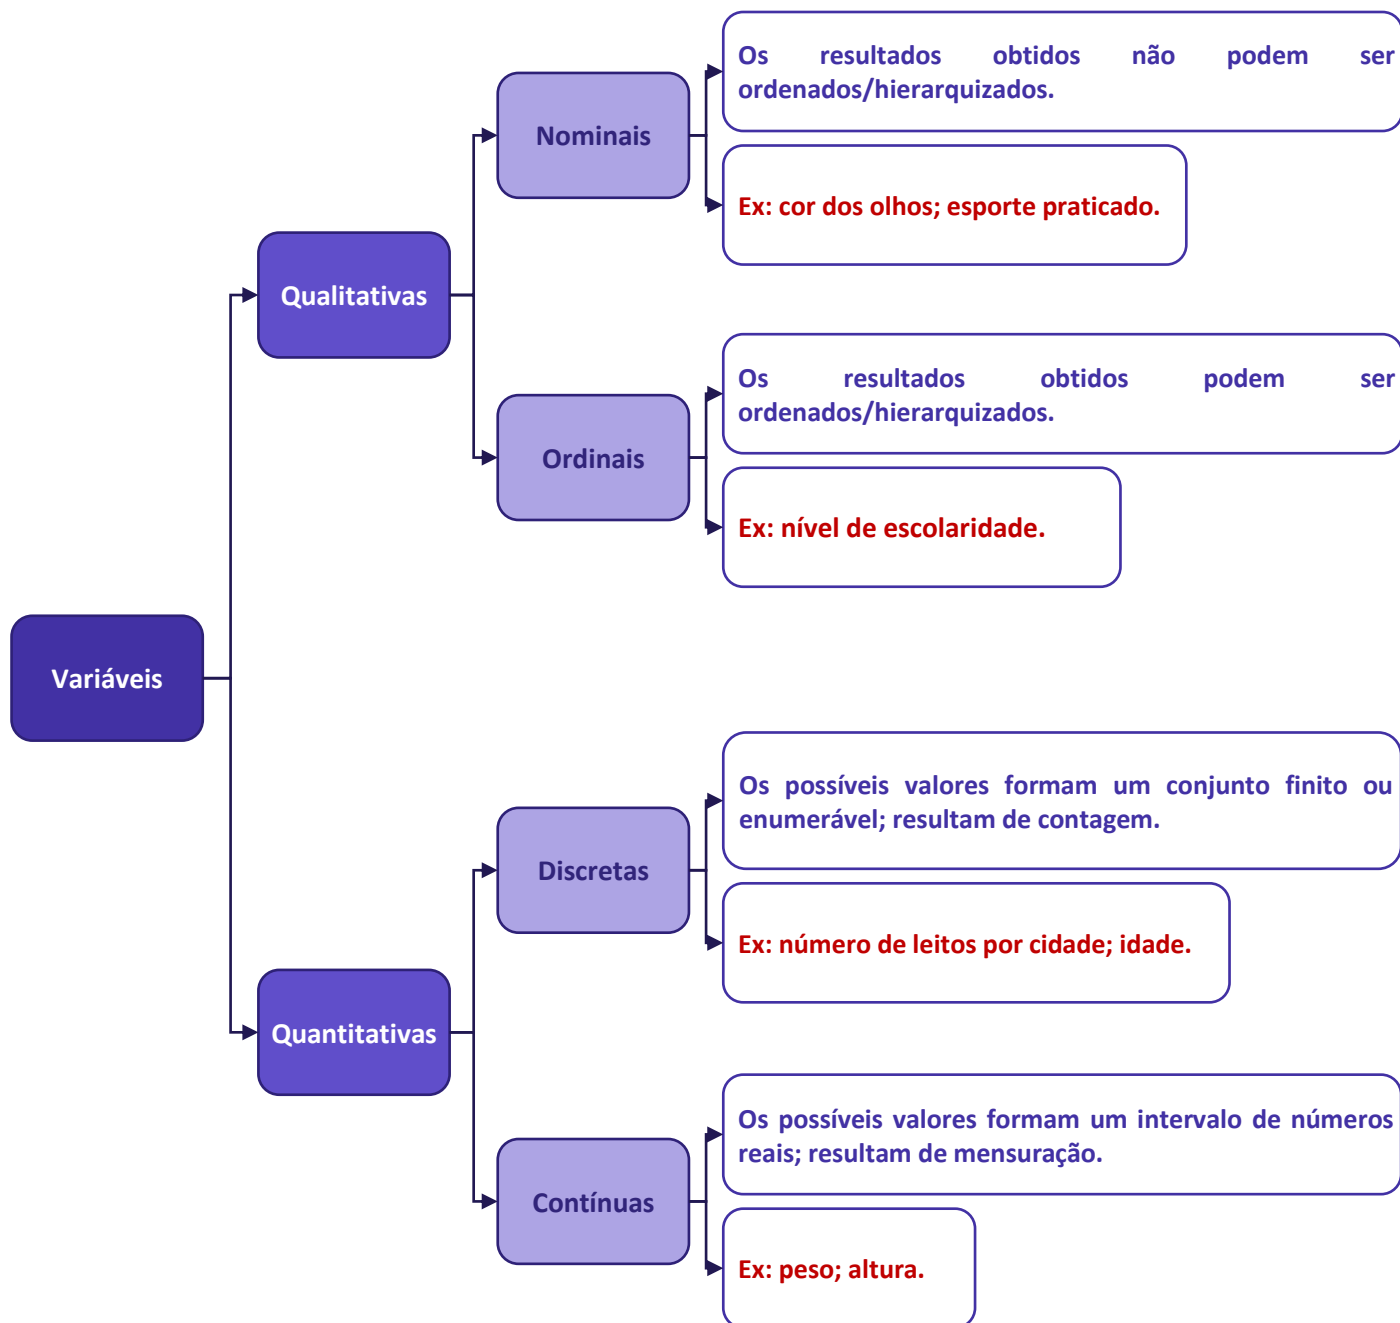 Variáveis
Qualitativas
Nominais
Os resultados obtidos não podem ser
ordenados/hierarquizados.
Ex: cor dos olhos; esporte praticado.
Ordinais
Os resultados obtidos podem ser
ordenados/hierarquizados.
Ex: nível de escolaridade.
Quantitativas
Discretas
Os possíveis valores formam um conjunto finito ou
enumerável; resultam de contagem.
Ex: número de leitos por cidade; idade.
Contínuas
Os possíveis valores formam um intervalo de números
reais; resultam de mensuração.
Ex: peso; altura.